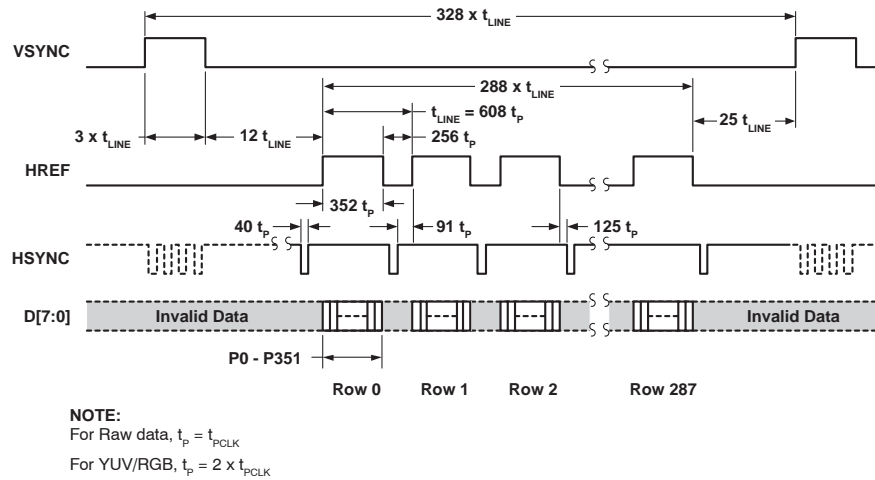 328 x tLINE
VSYNC
288 x tLINE
tLINE = 608 tP
3 x tLINE
12 tLINE
256 tP
25 tLINE
HREF
352 tP
40 tP
91 tP
125 tP
HSYNC
D[7:0]
Invalid Data
Invalid Data
P0 - P351
Row 0
Row 1
Row 2
Row 287
NOTE:
For Raw data, tP = tPCLK
For YUV/RGB, tP = 2 x tPCLK